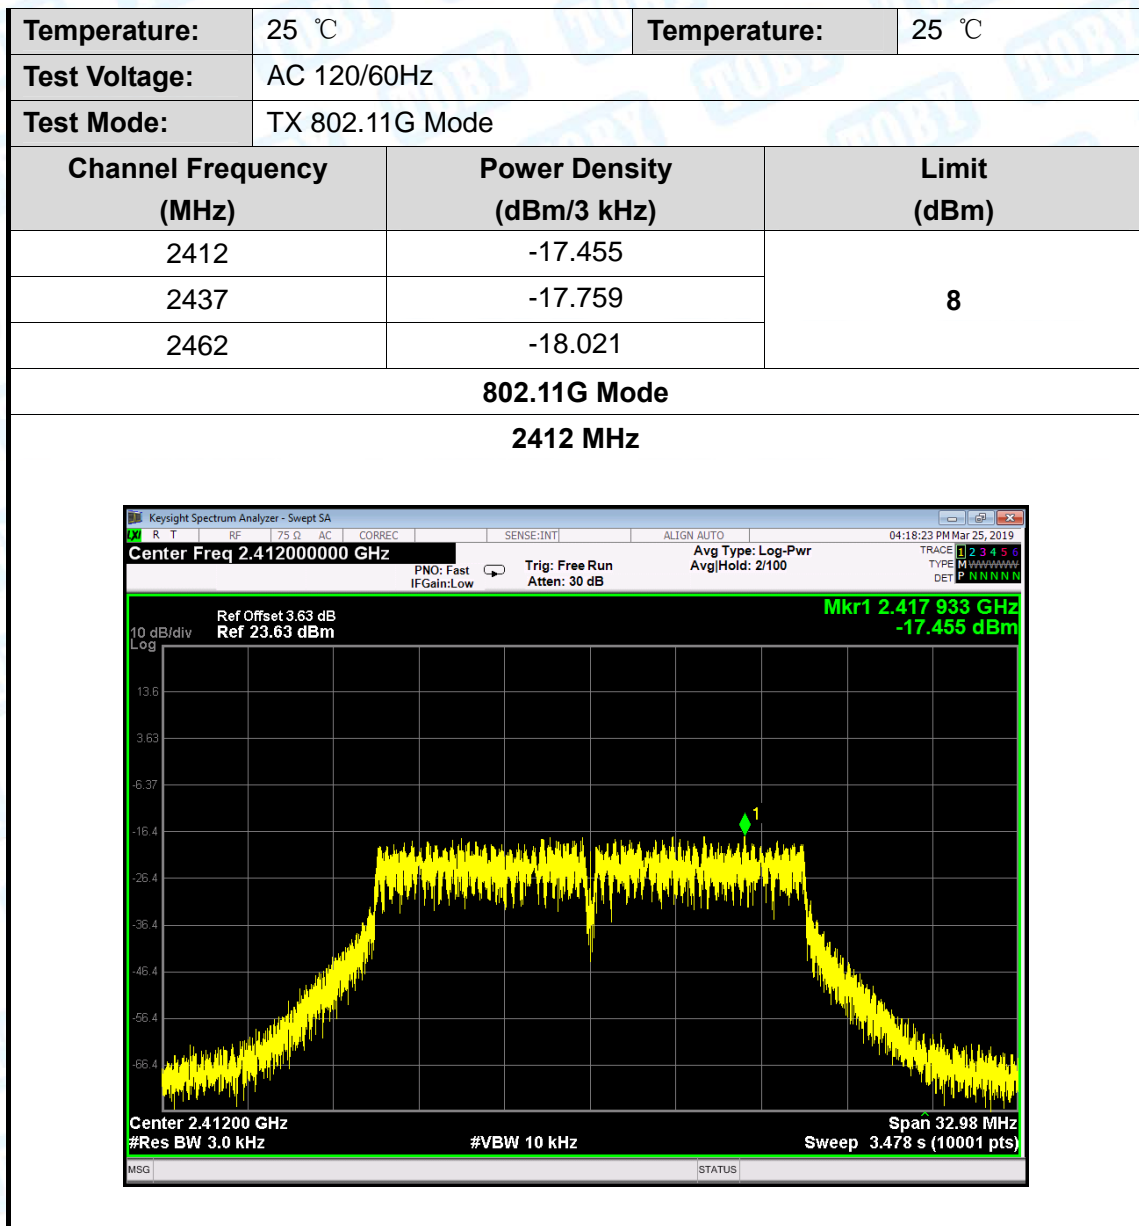 Temperature: 25 ℃ Temperature: 25 ℃
Test Voltage: AC 120/60Hz
Test Mode: TX 802.11G Mode
Channel Frequency (MHz) Power Density (dBm/3 kHz) Limit (dBm)
2412 -17.455
2437 -17.759 8
2462 -18.021
802.11G Mode
2412 MHz
Keysight Spectrum Analyzer - Swept SA
LXI R T RF 75 Ω AC CORREC SENSE:INT ALIGN AUTO 04:18:23 PM Mar 25, 2019
Center Freq 2.412000000 GHz Avg Type: Log-Pwr TRACE 1 2 3 4 5 6
PNO: Fast Trig: Free Run Avg|Hold: 2/100 TYPE M WWWWW
IFGain:Low Atten: 30 dB DET P N N N N N
Mkr1 2.417 933 GHz
Ref Offset 3.63 dB
10 dB/div Ref 23.63 dBm -17.455 dBm
Log
13.6
3.63
-6.37
1
-16.4
-26.4
-36.4
-46.4
-56.4
-66.4
Center 2.41200 GHz Span 32.98 MHz
#Res BW 3.0 kHz #VBW 10 kHz Sweep 3.478 s (10001 pts)
MSG STATUS
TOBY